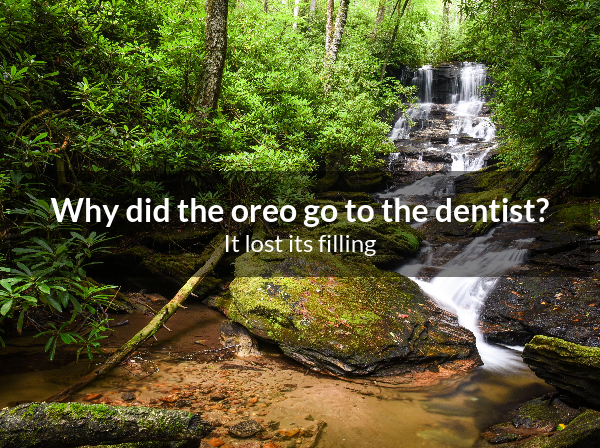 Why did the oreo go to the dentist?
It lost its filling